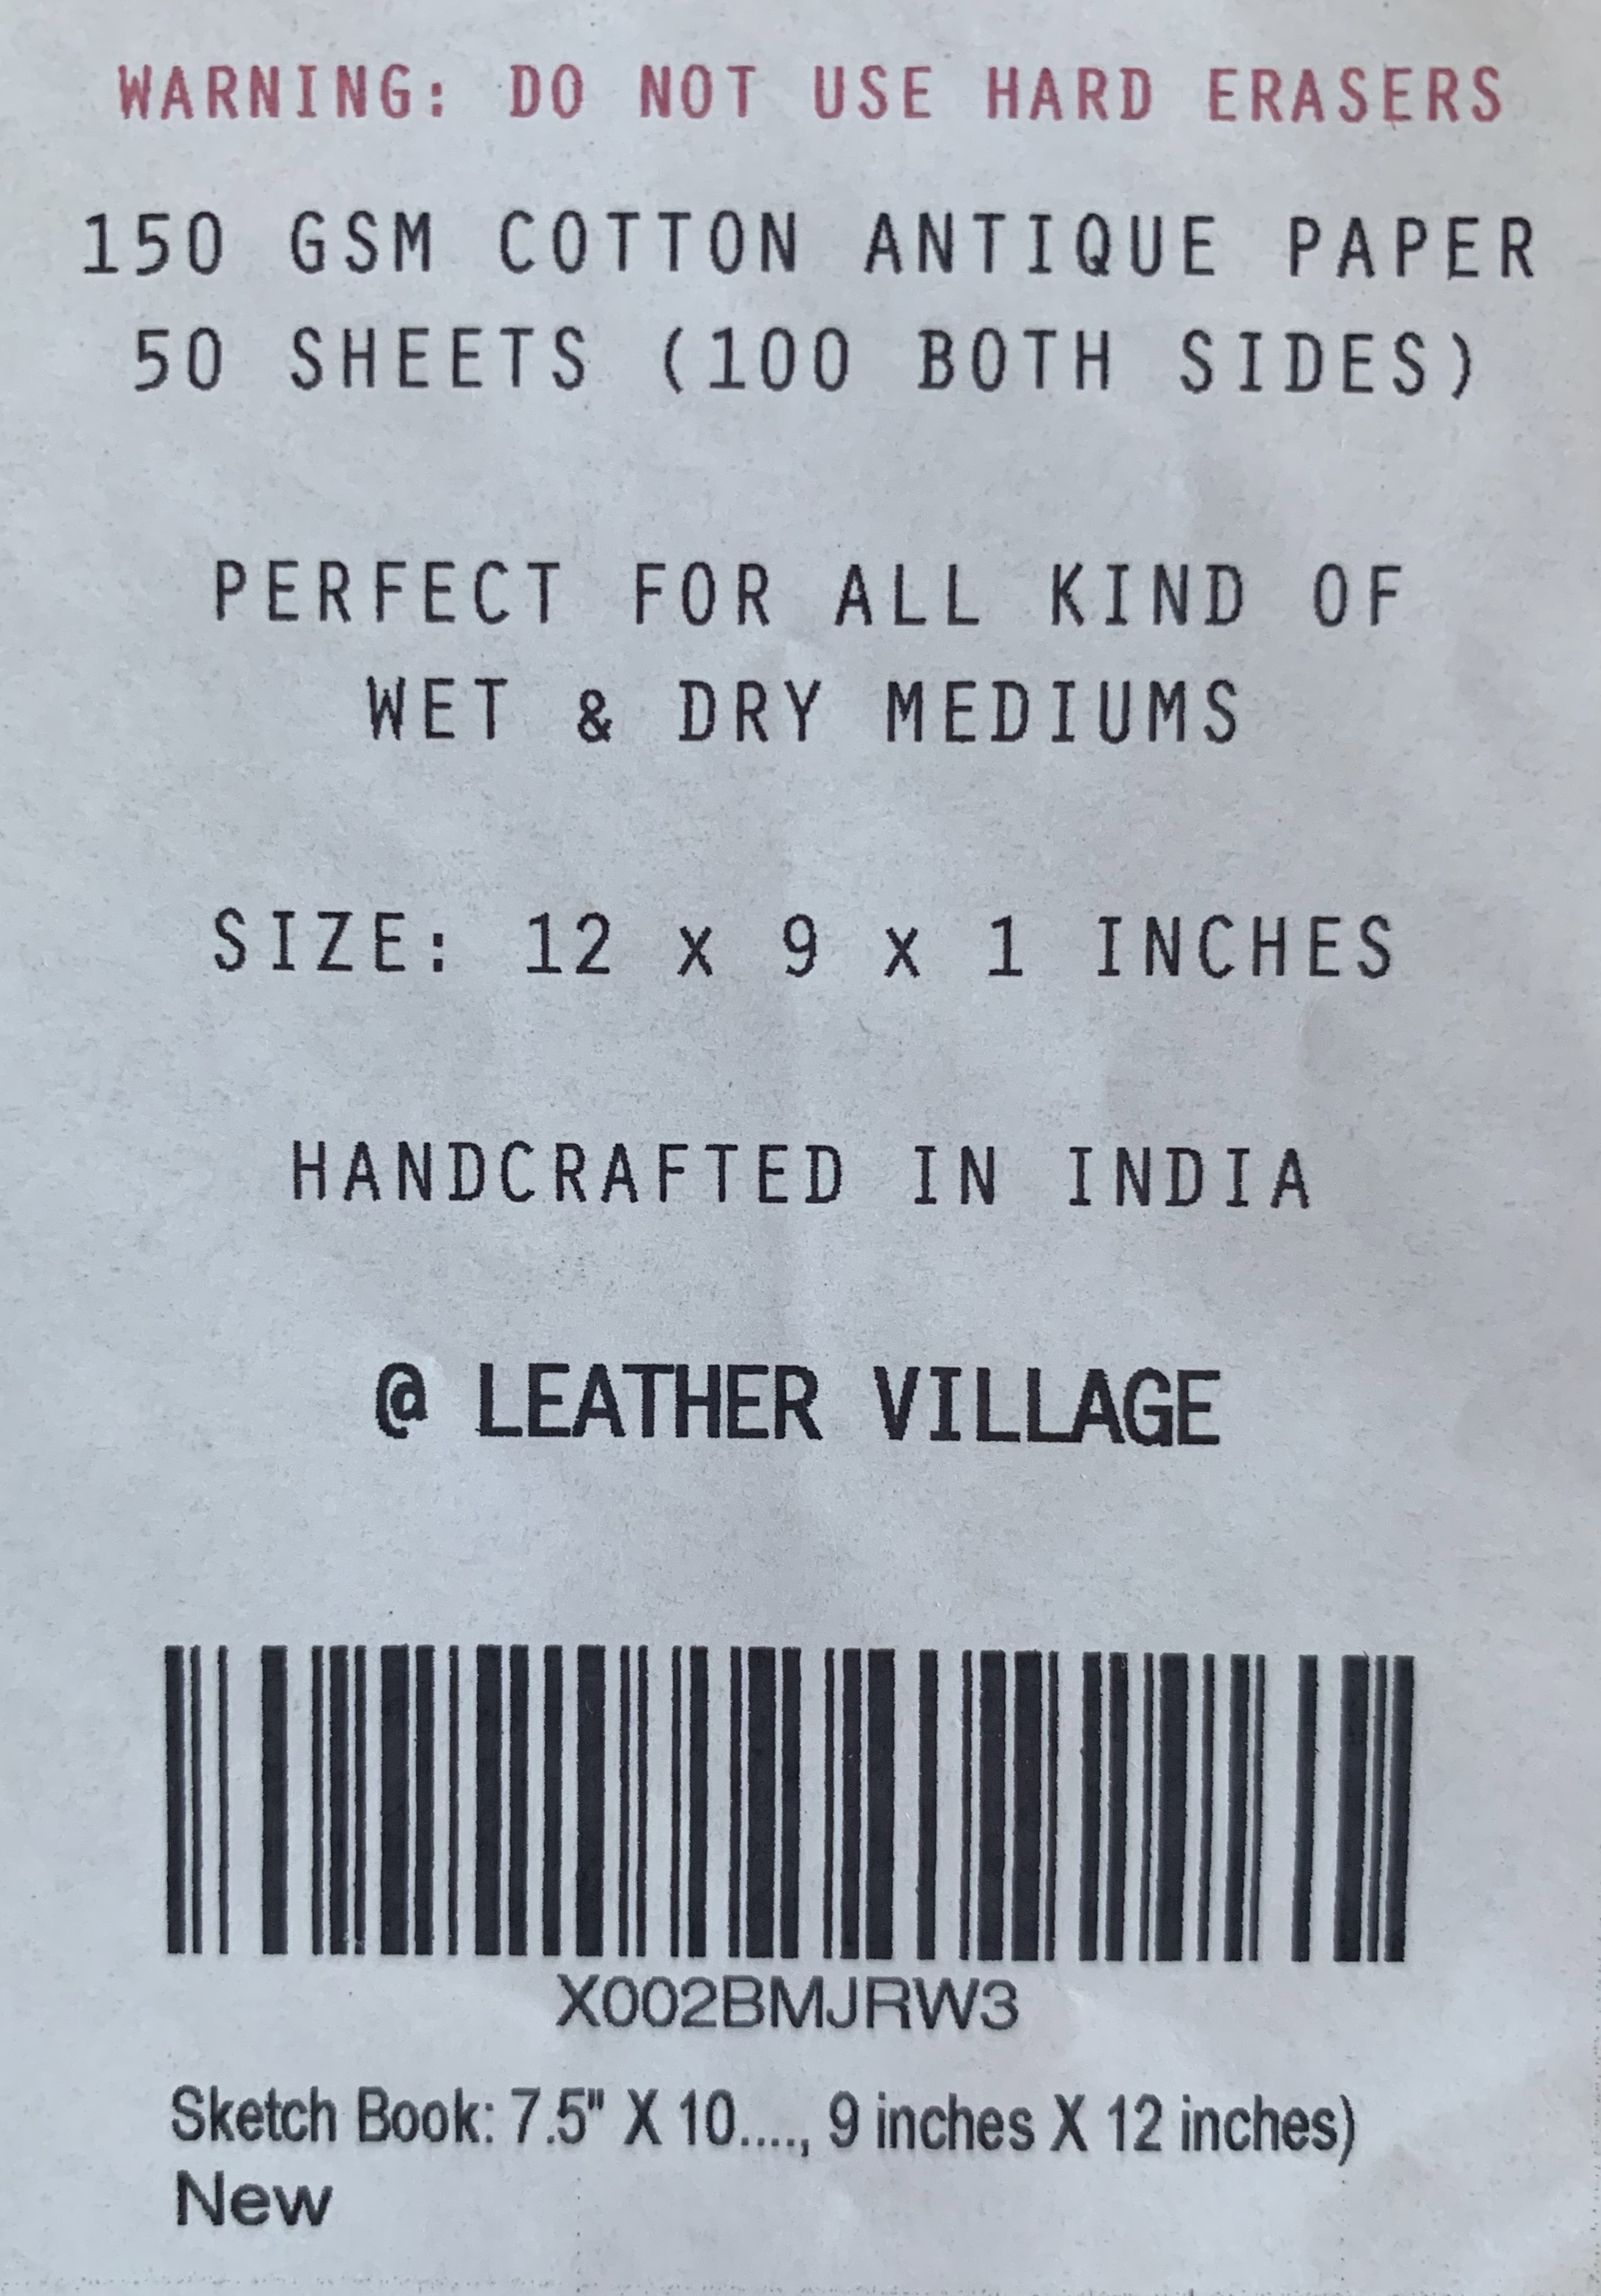 WARNING: DO NOT USE HARD ERASERS
150 GSM COTTON ANTIQUE PAPER
50 SHEETS (100 BOTH SIDES)
PERFECT FOR ALL KIND OF
WET & DRY MEDIUMS
SIZE: 12 x 9 x 1 INCHES
HANDCRAFTED IN INDIA
@ LEATHER VILLAGE
X002BMJRW3
Sketch Book: 7.5" X 10...., 9 inches X 12 inches)
New